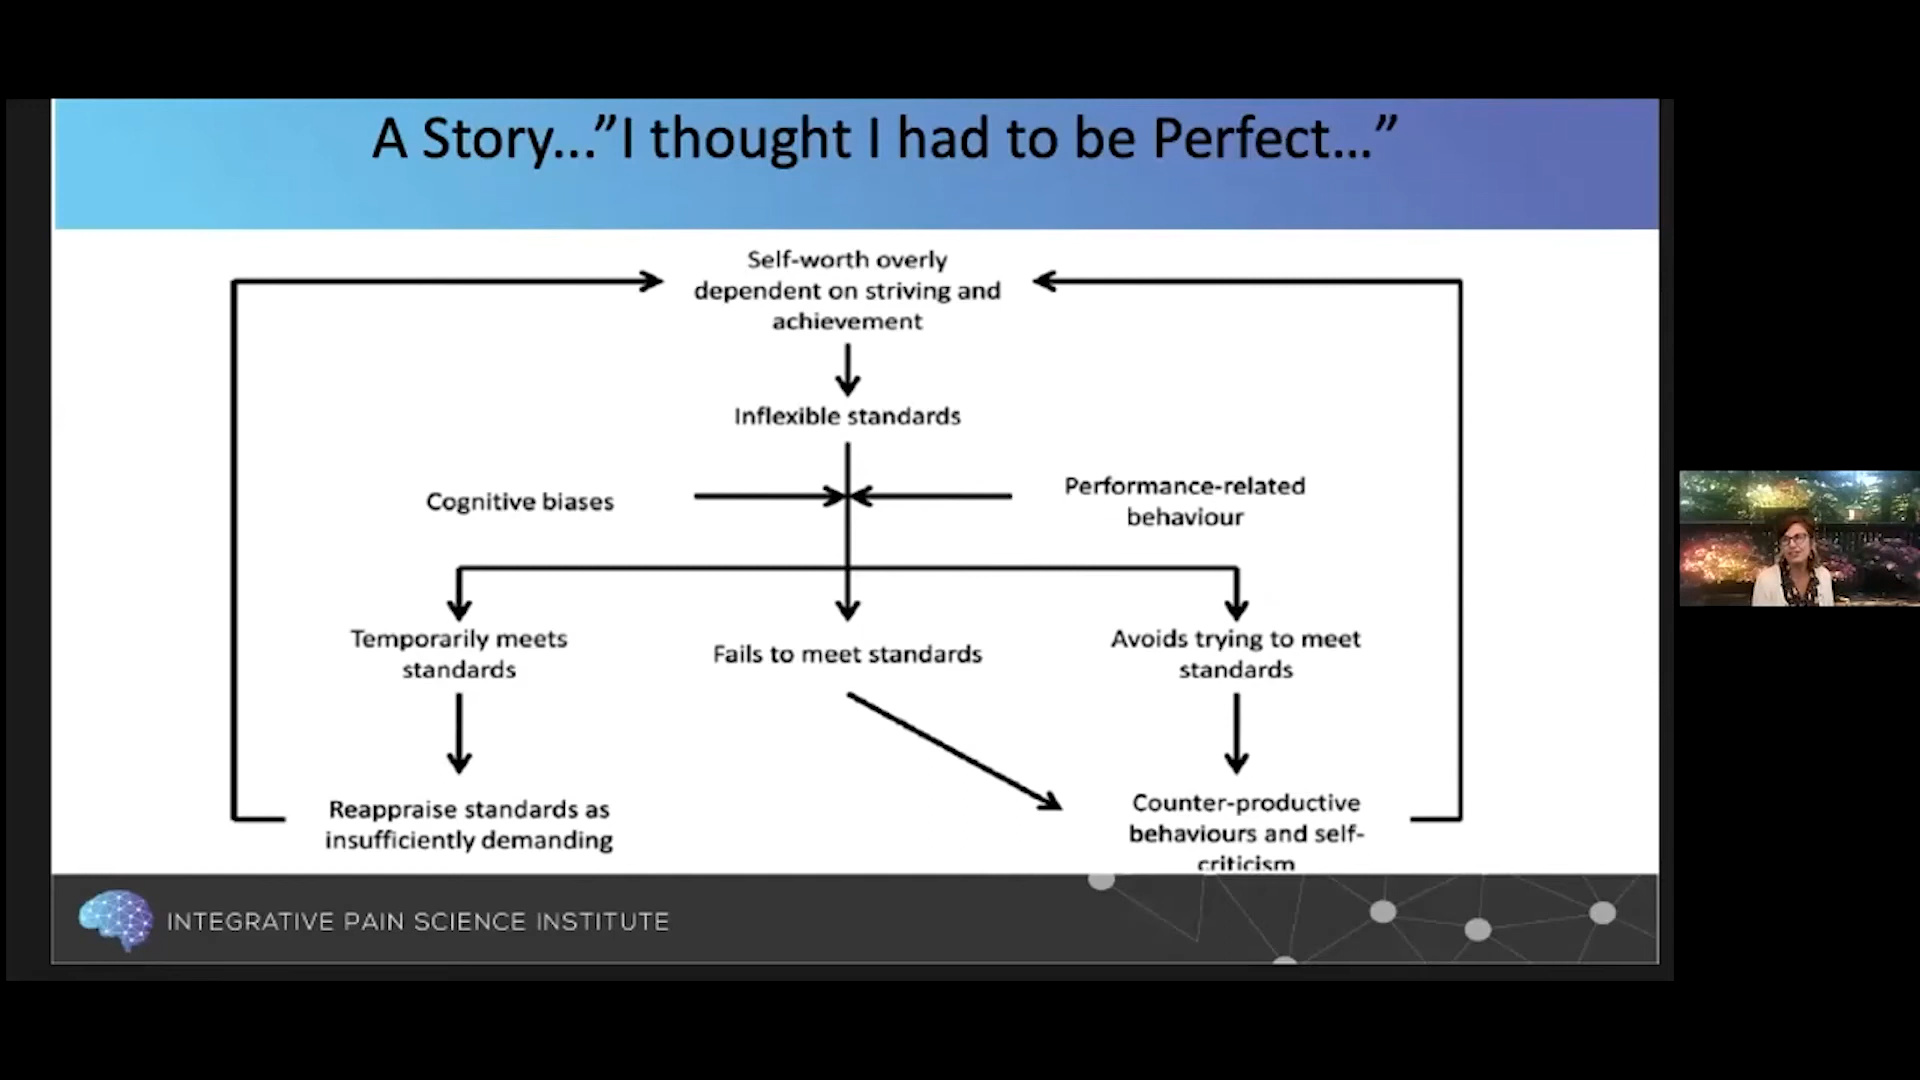 A Story...”I thought I had to be Perfect...”
Self-worth overly
dependent on striving and
achievement
Inflexible standards
Cognitive biases
Performance-related
behaviour
Temporarily meets
standards
Fails to meet standards
Avoids trying to meet
standards
Reappraise standards as
insufficiently demanding
Counter-productive
behaviours and self-
criticism
INTEGRATIVE PAIN SCIENCE INSTITUTE